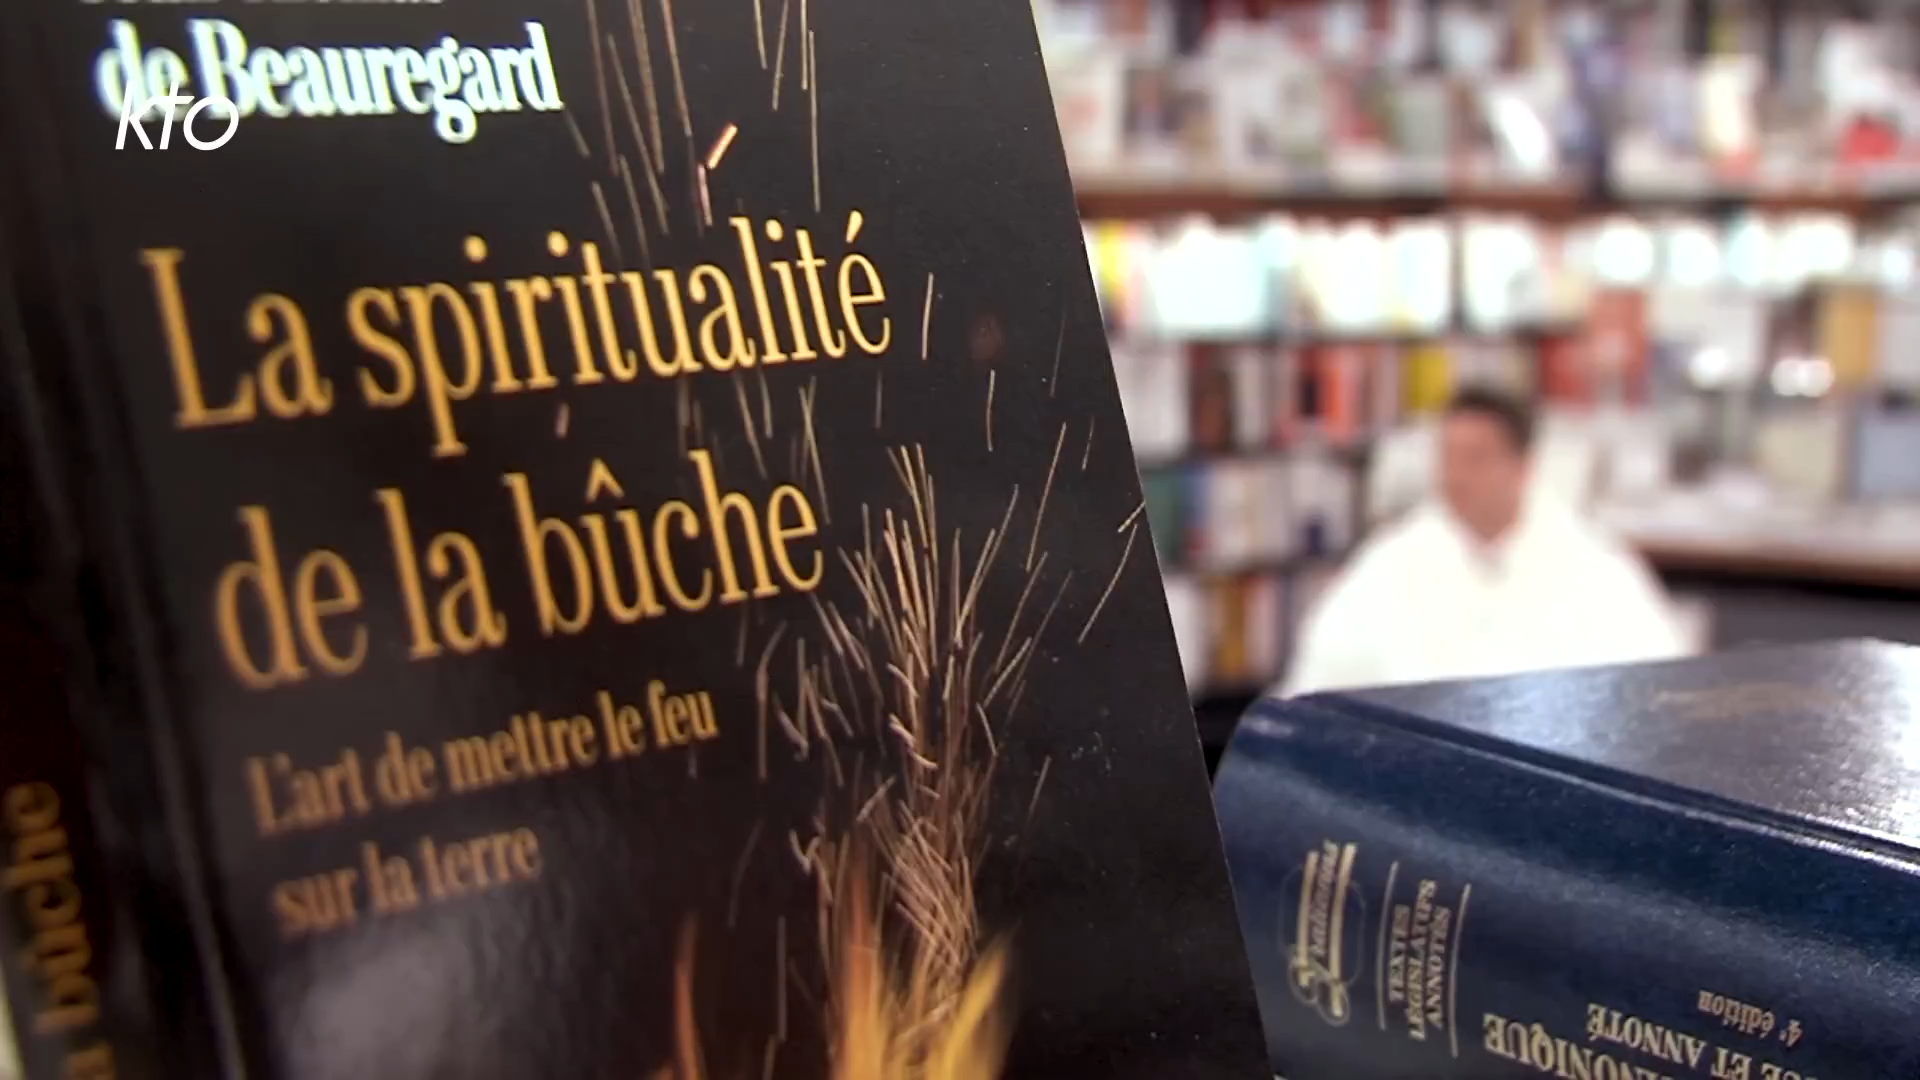 de Beauregard
kto
La spiritualité
de la bûche
L'art de mettre le feu
sur la terre
bûche
TEXTES
LÉGISLATIFS
ANNOTÉS
ET ANNOTÉ
4e édition